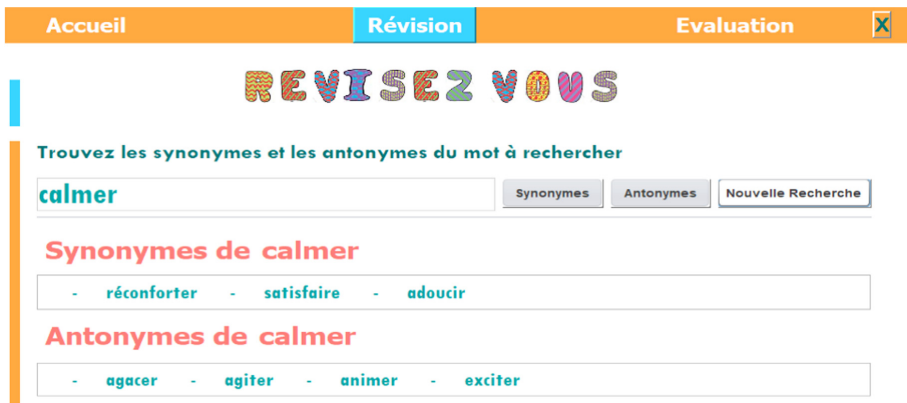 Accueil Révision Evaluation X
REVISEZ VOUS
Trouvez les synonymes et les antonymes du mot à rechercher
calmer Synonymes Antonymes Nouvelle Recherche
Synonymes de calmer
- réconforter - satisfaire - adoucir
Antonymes de calmer
- agacer - agiter - animer - exciter